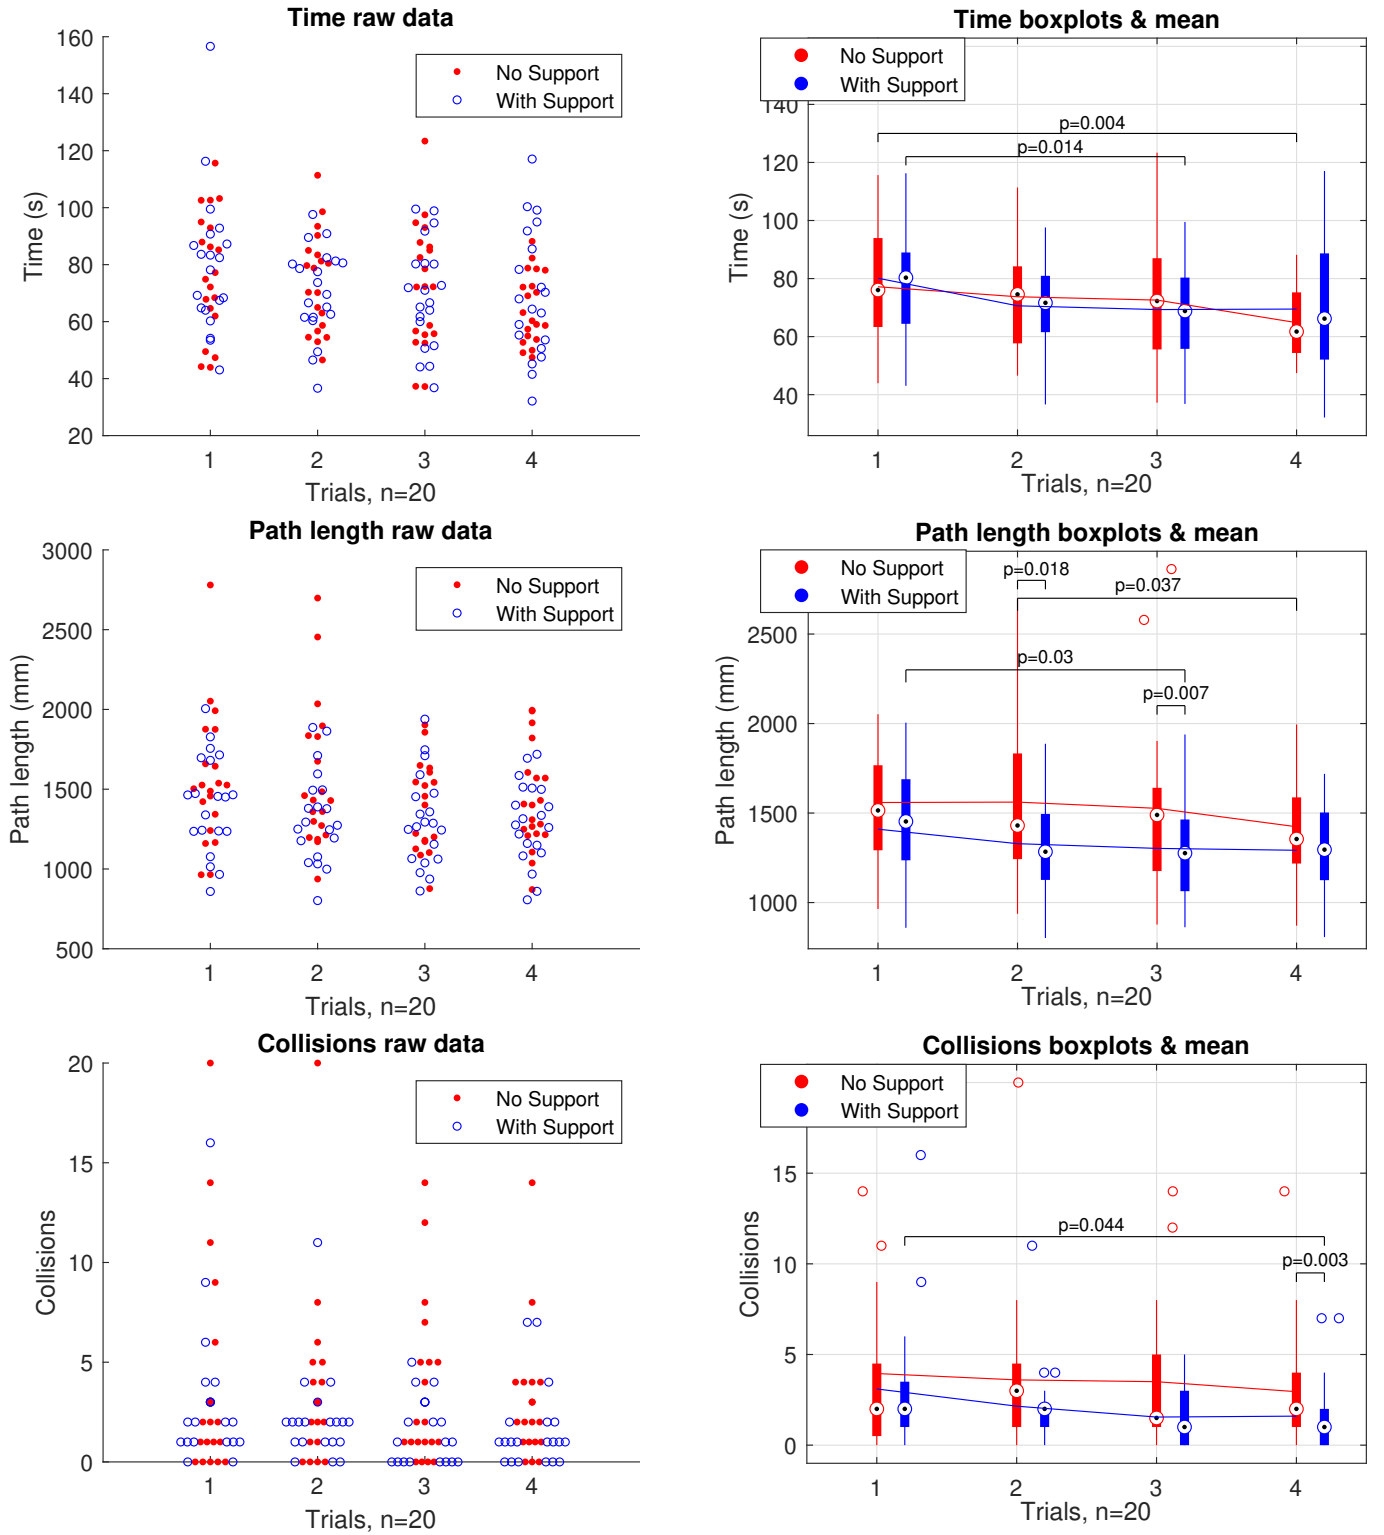 Time raw data
160
140
120
100
80
60
40
20
Time (s)
No Support
With Support
1 2 3 4
Trials, n=20
Time boxplots & mean
No Support
With Support
140
120
100
80
60
40
Time (s)
p=0.004
p=0.014
1 2 3 4
Trials, n=20
Path length raw data
3000
2500
2000
1500
1000
500
Path length (mm)
No Support
With Support
1 2 3 4
Trials, n=20
Path length boxplots & mean
No Support
With Support
2500
2000
1500
1000
Path length (mm)
p=0.018
p=0.037
p=0.03
p=0.007
1 2 3 4
Trials, n=20
Collisions raw data
20
15
10
5
0
Collisions
No Support
With Support
1 2 3 4
Trials, n=20
Collisions boxplots & mean
No Support
With Support
15
10
5
0
Collisions
p=0.044
p=0.003
1 2 3 4
Trials, n=20